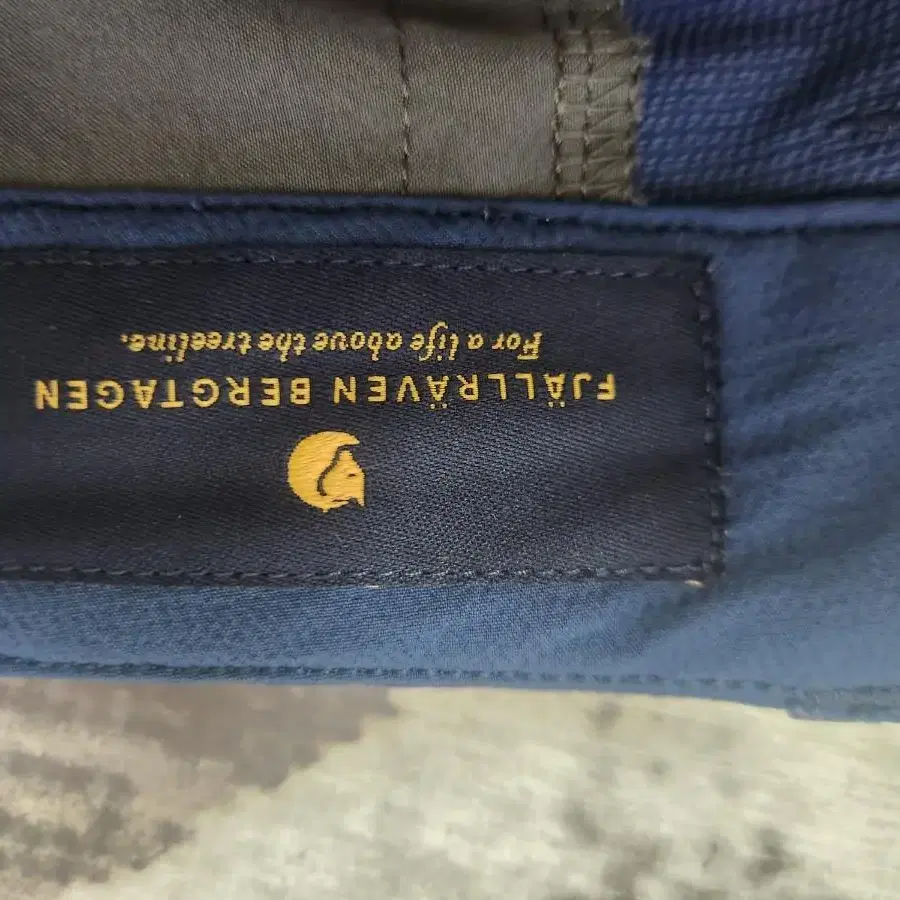 FJÄLLRÄVEN BERGTAGEN
For a life above the treeline.